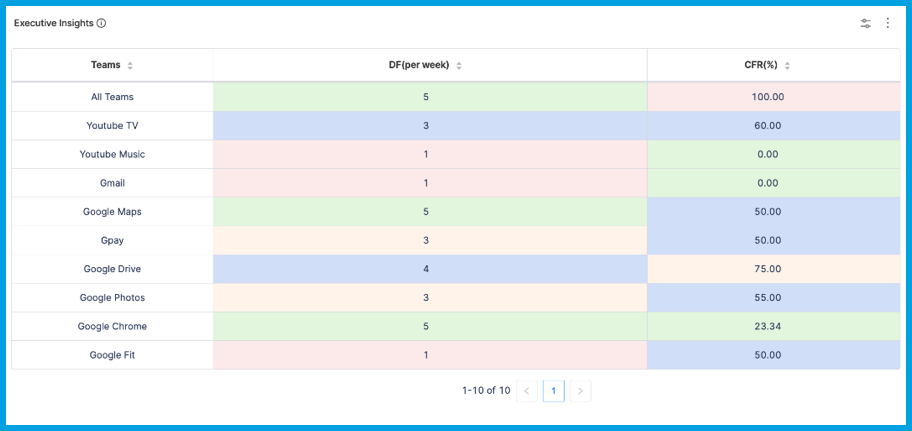 Executive Insights
Teams DF(per week) CFR(%)
All Teams 5 100.00
Youtube TV 3 60.00
Youtube Music 1 0.00
Gmail 1 0.00
Google Maps 5 50.00
Gpay 3 50.00
Google Drive 4 75.00
Google Photos 3 55.00
Google Chrome 5 23.34
Google Fit 1 50.00
1-10 of 10 < 1 >